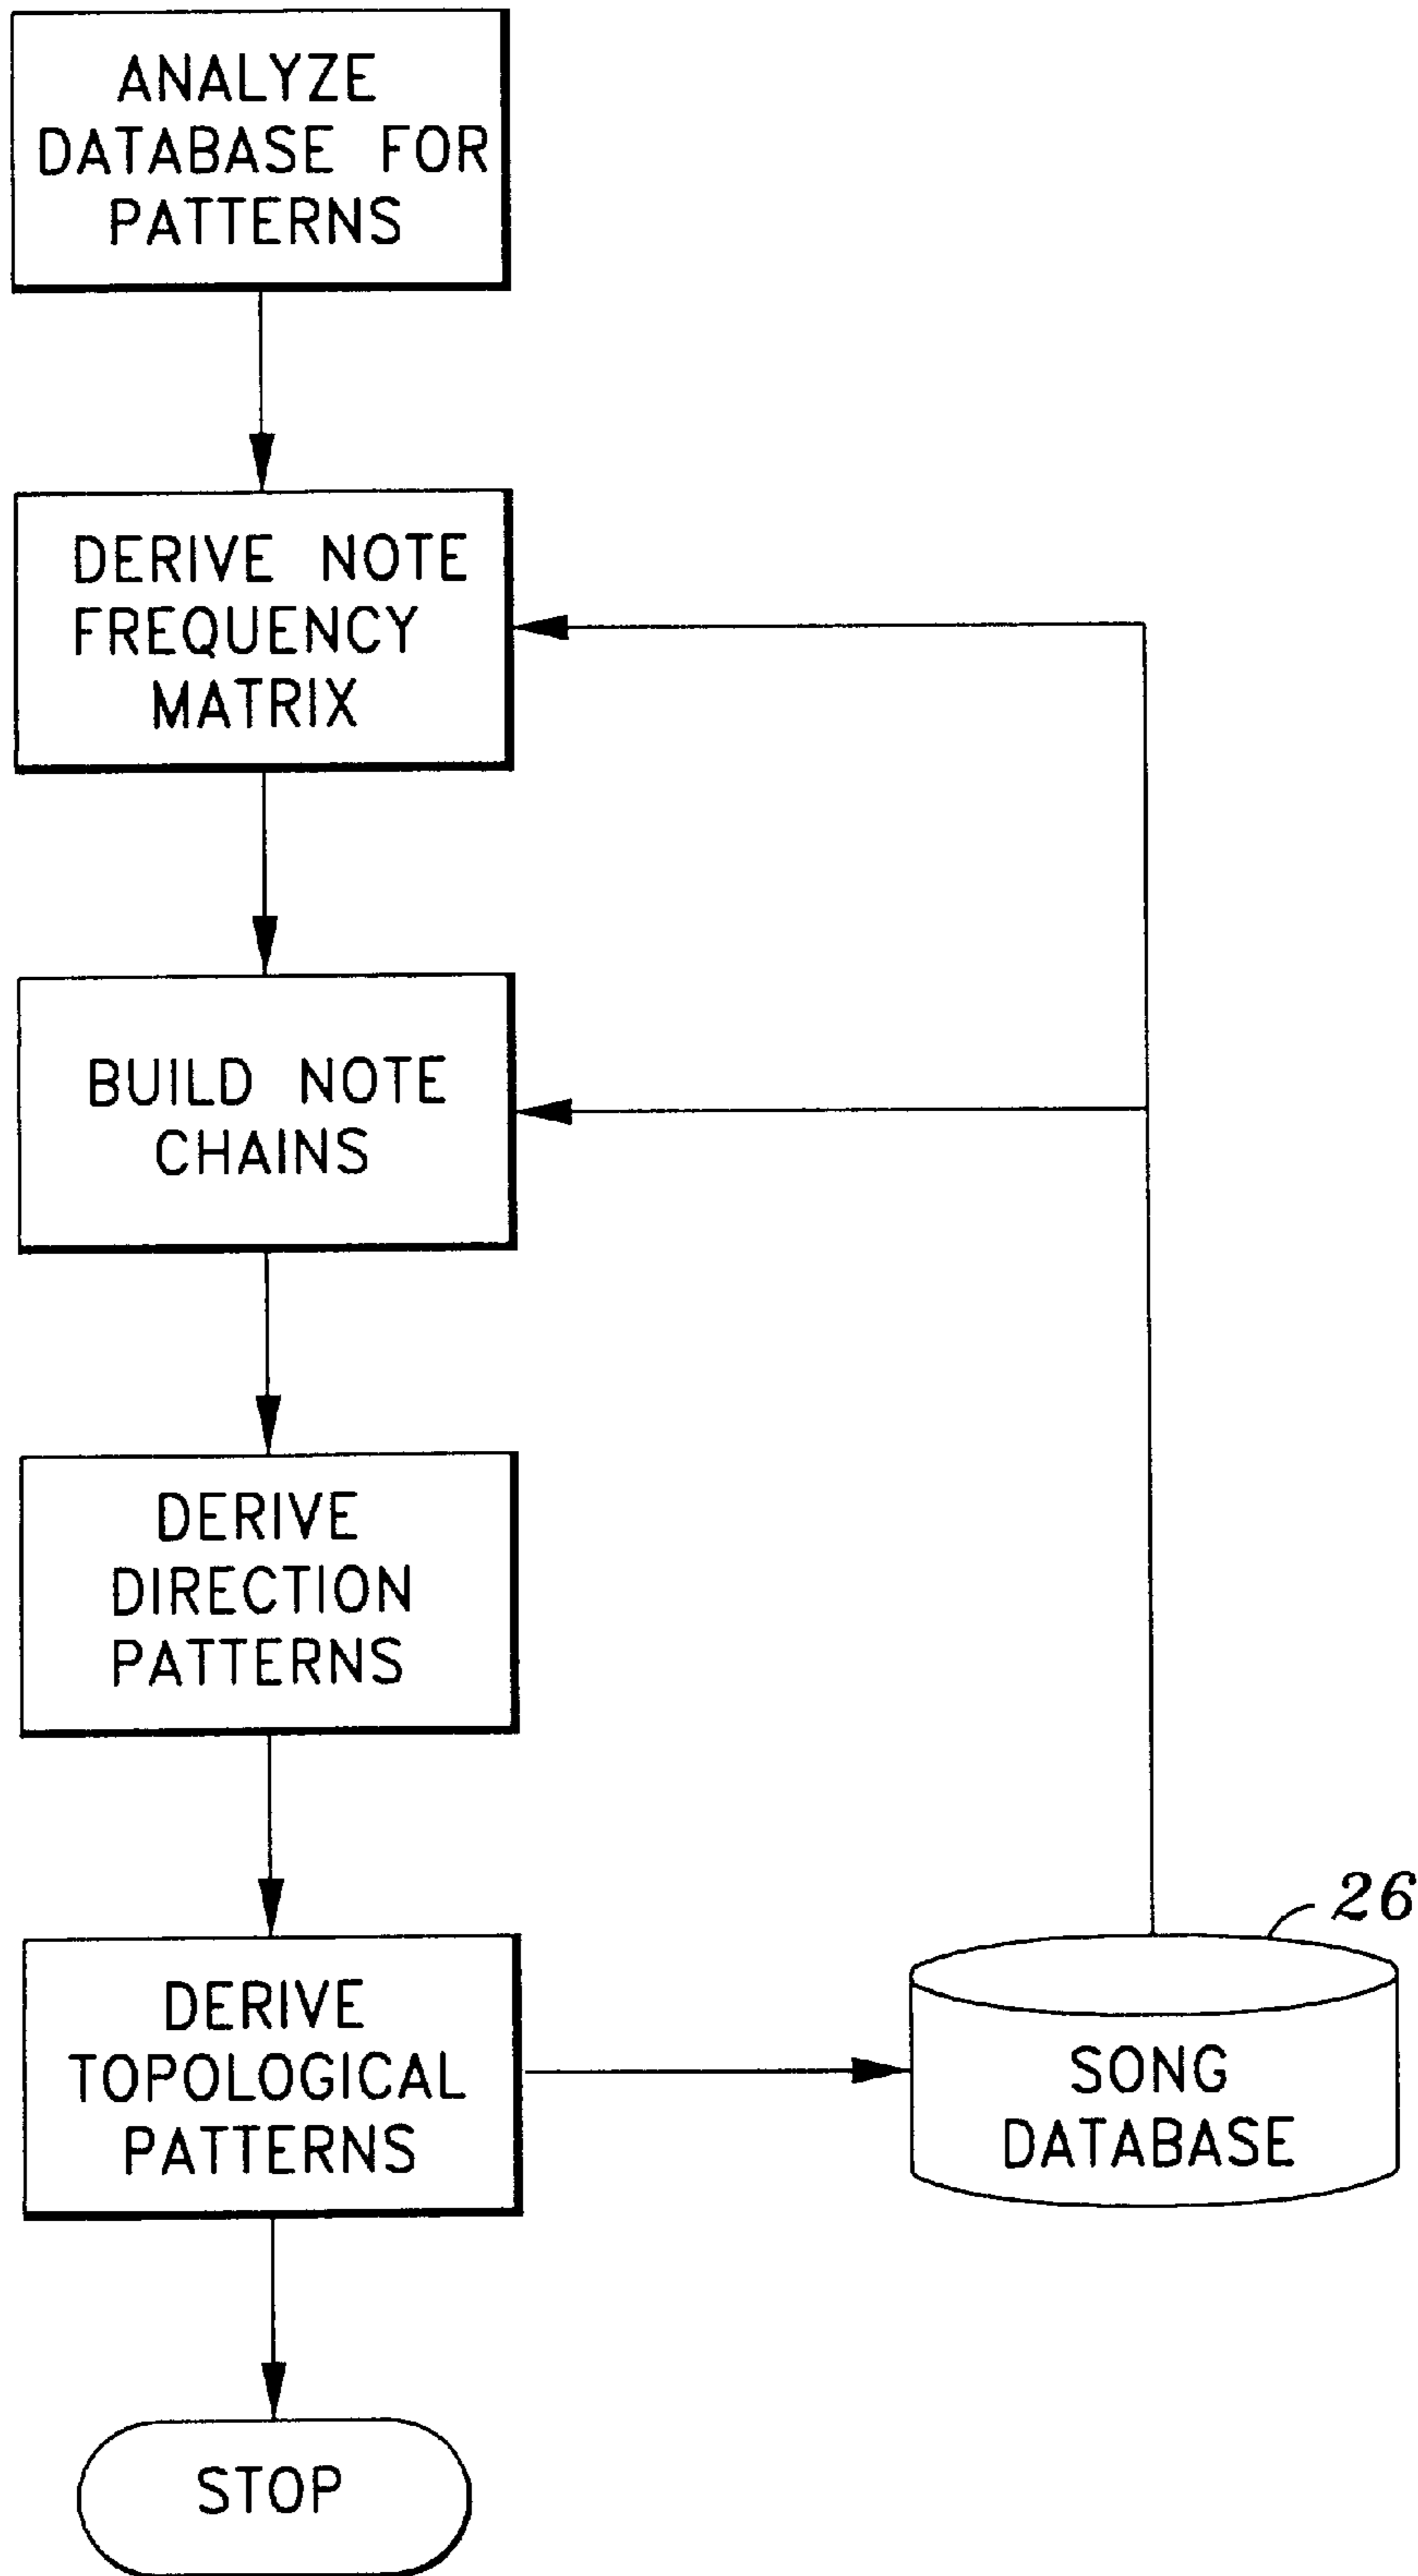 ANALYZE
DATABASE FOR
PATTERNS
DERIVE NOTE
FREQUENCY
MATRIX
BUILD NOTE
CHAINS
DERIVE
DIRECTION
PATTERNS
DERIVE
TOPOLOGICAL
PATTERNS
26
SONG
DATABASE
STOP